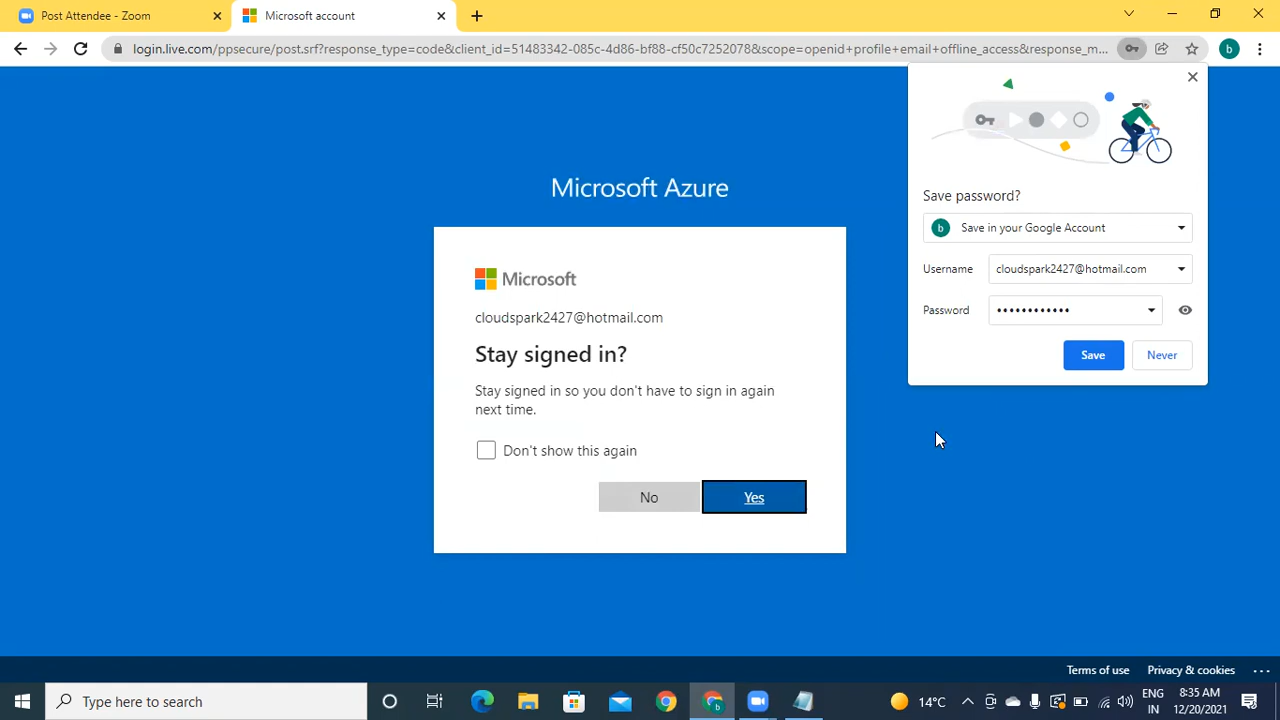 Post Attendee - Zoom
Microsoft account
login.live.com/ppsecure/post.srf?response_type=code&client_id=51483342-085c-4d86-bf88-cf50c7252078&scope=openid+profile+email+offline_access&response_m...
b
Save password?
b Save in your Google Account
Username cloudspark2427@hotmail.com
Password ••••••••••••
Save Never
Microsoft Azure
Microsoft
cloudspark2427@hotmail.com
Stay signed in?
Stay signed in so you don't have to sign in again
next time.
Don't show this again
No Yes
Terms of use Privacy & cookies ...
Type here to search
b
14°C
ENG
IN
8:35 AM
12/20/2021